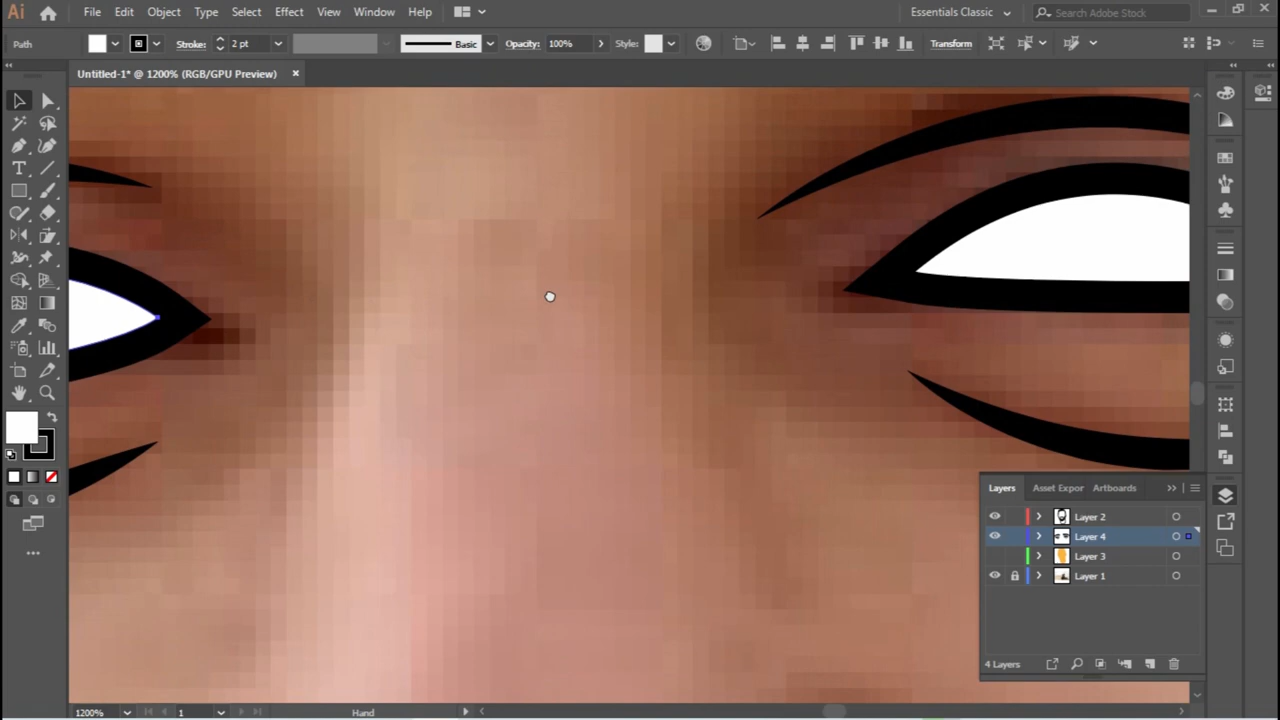 Ai File Edit Object Type Select Effect View Window Help Essentials Classic Search Adobe Stock
Path Stroke: 2 pt Basic Opacity: 100% Style: Transform
Untitled-1* @ 1200% (RGB/GPU Preview)
Layers Asset Expor Artboards
Layer 2
Layer 4
Layer 3
Layer 1
4 Layers
1200% 1 Hand